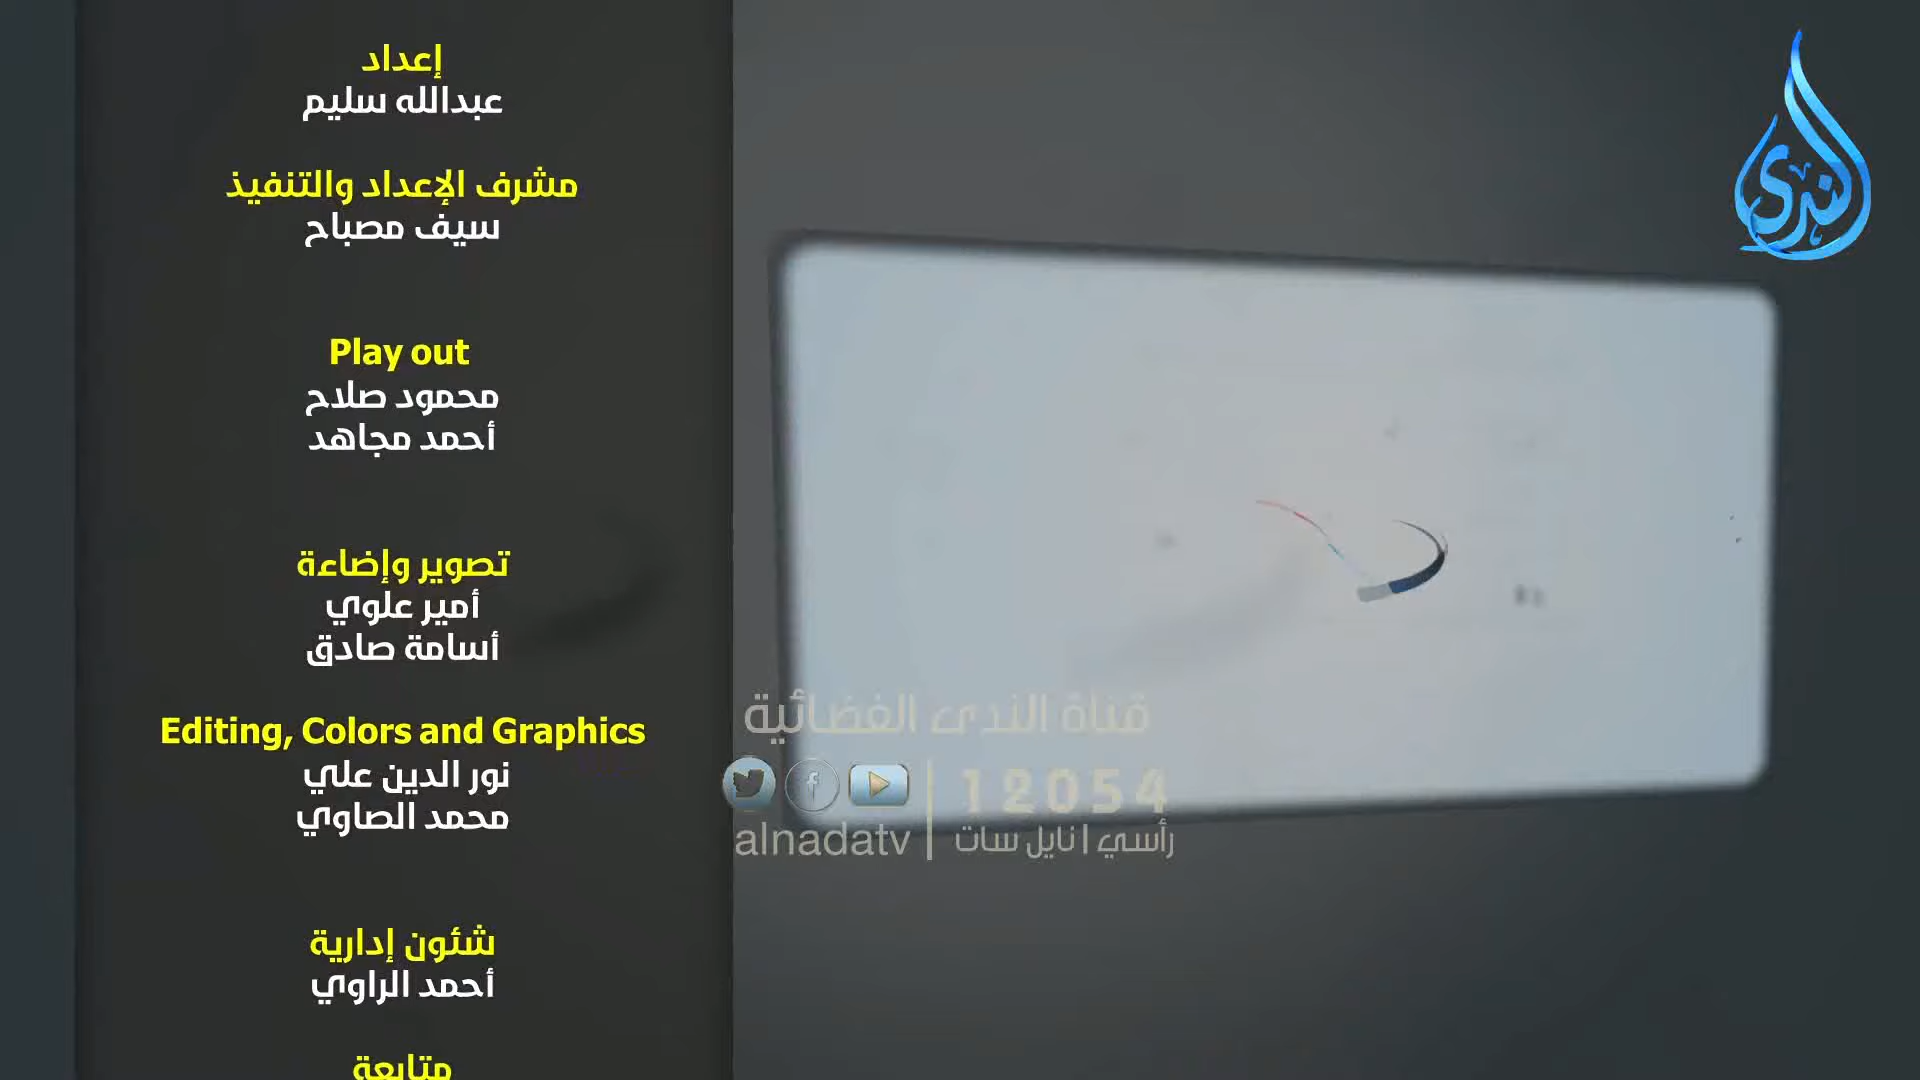 إعداد
عبدالله سليم
مشرف الإعداد والتنفيذ
سيف مصباح
Play out
محمود صلاح
أحمد مجاهد
تصوير وإضاءة
أمير علوي
أسامة صادق
Editing, Colors and Graphics
نور الدين علي
محمد الصاوي
شئون إدارية
أحمد الراوي
متابعة
الندى
قناة الندى الفضائية
12054
alnadatv
رأسي | نايل سات